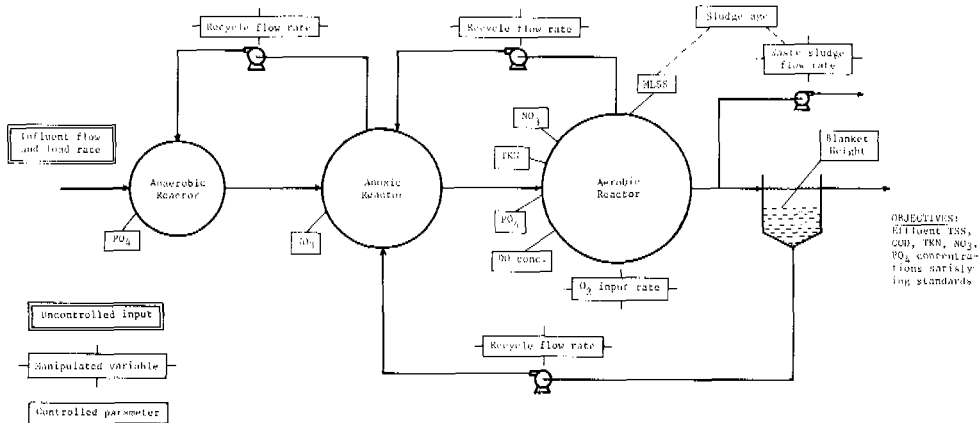 Recycle flow rate
Recycle flow rate
Sludge age
Waste sludge
flow rate
MLSS
Influent flow
and load rate
NO3
TKN
Blanket
Height
Anaerobic
Reactor
Anoxic
Reactor
Aerobic
Reactor
PO4
NO3
PO4
DO conc.
OBJECTIVES:
Effluent TSS,
COD, TKN, NO3,
PO4 concentra-
tions satisfy-
ing standards
O2 input rate
Uncontrolled input
Recycle flow rate
Manipulated variable
Controlled parameter